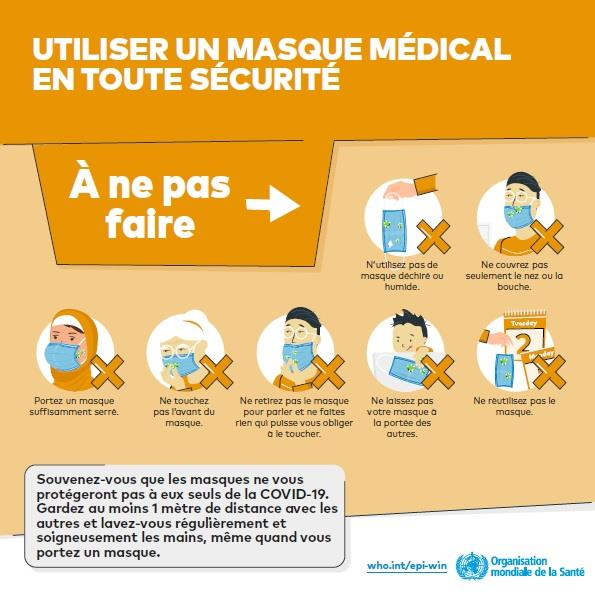 UTILISER UN MASQUE MÉDICAL
EN TOUTE SÉCURITÉ
À ne pas
faire
N'utilisez pas de
masque déchiré ou
humide.
Ne couvrez pas
seulement le nez ou la
bouche.
Portez un masque
suffisamment serré.
Ne touchez
pas l'avant du
masque.
Ne retirez pas le masque
pour parler et ne faites
rien qui puisse vous obliger
à le toucher.
Ne laissez pas
votre masque à
la portée des
autres.
Tuesday
2
Monday
Ne réutilisez pas le
masque.
Souvenez-vous que les masques ne vous
protégeront pas à eux seuls de la COVID-19.
Gardez au moins 1 mètre de distance avec les
autres et lavez-vous régulièrement et
soigneusement les mains, même quand vous
portez un masque.
who.int/epi-win
Organisation
mondiale de la Santé